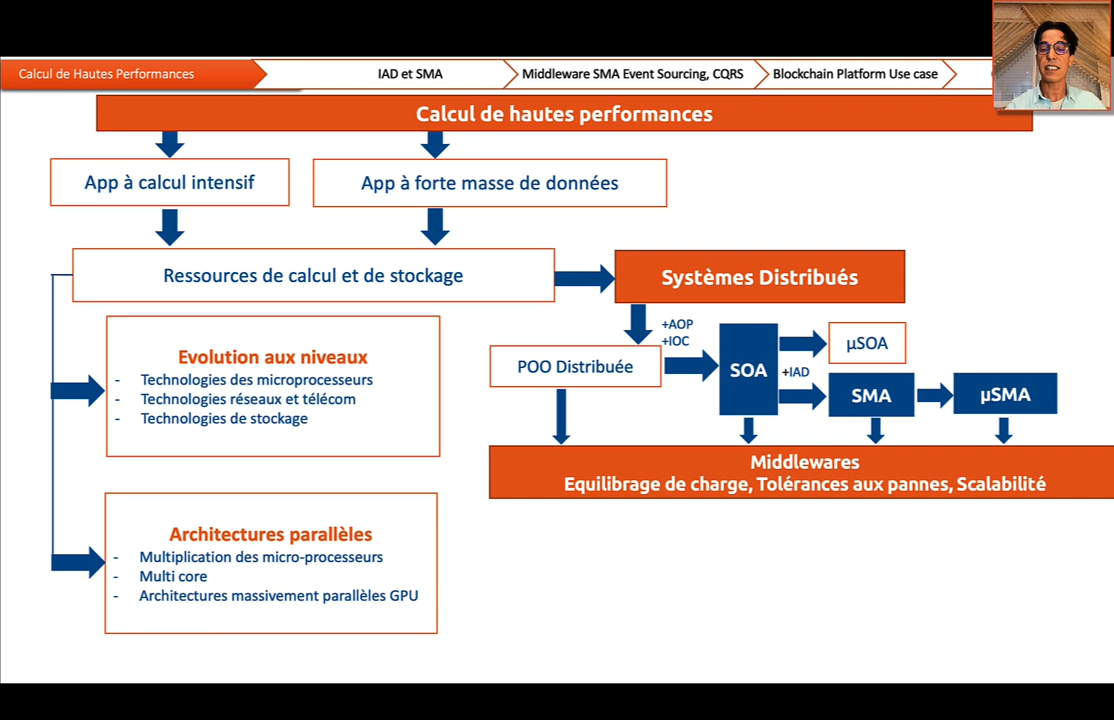 Calcul de Hautes Performances
IAD et SMA
Middleware SMA Event Sourcing, CQRS
Blockchain Platform Use case
Calcul de hautes performances
App à calcul intensif
App à forte masse de données
Ressources de calcul et de stockage
Systèmes Distribués
Evolution aux niveaux
- Technologies des microprocesseurs
- Technologies réseaux et télécom
- Technologies de stockage
+AOP
+IOC
POO Distribuée
SOA
µSOA
+IAD
SMA
µSMA
Middlewares
Equilibrage de charge, Tolérances aux pannes, Scalabilité
Architectures parallèles
- Multiplication des micro-processeurs
- Multi core
- Architectures massivement parallèles GPU